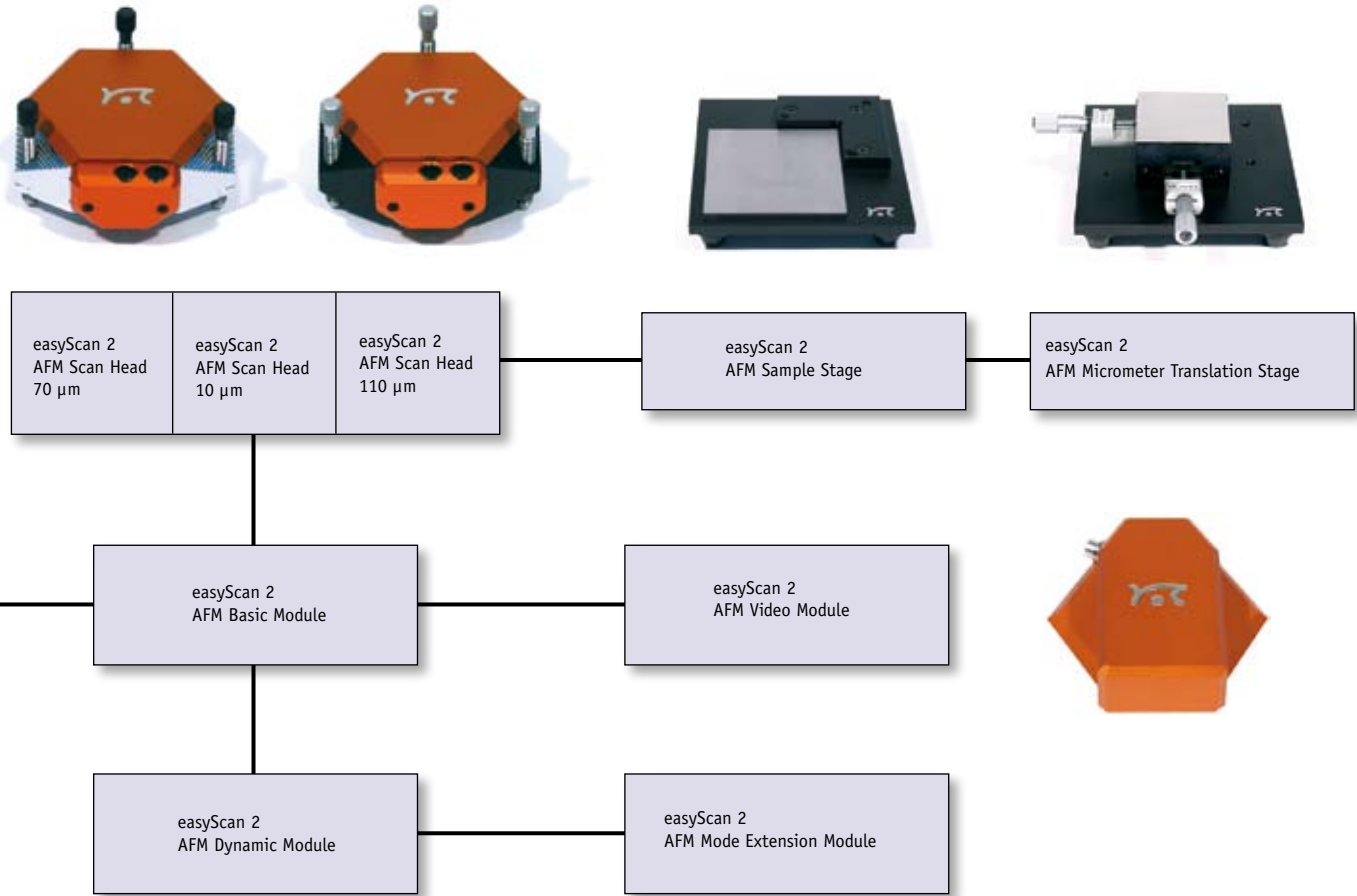 easyScan 2
AFM Scan Head
70 µm
easyScan 2
AFM Scan Head
10 µm
easyScan 2
AFM Scan Head
110 µm
easyScan 2
AFM Sample Stage
easyScan 2
AFM Micrometer Translation Stage
easyScan 2
AFM Basic Module
easyScan 2
AFM Video Module
easyScan 2
AFM Dynamic Module
easyScan 2
AFM Mode Extension Module